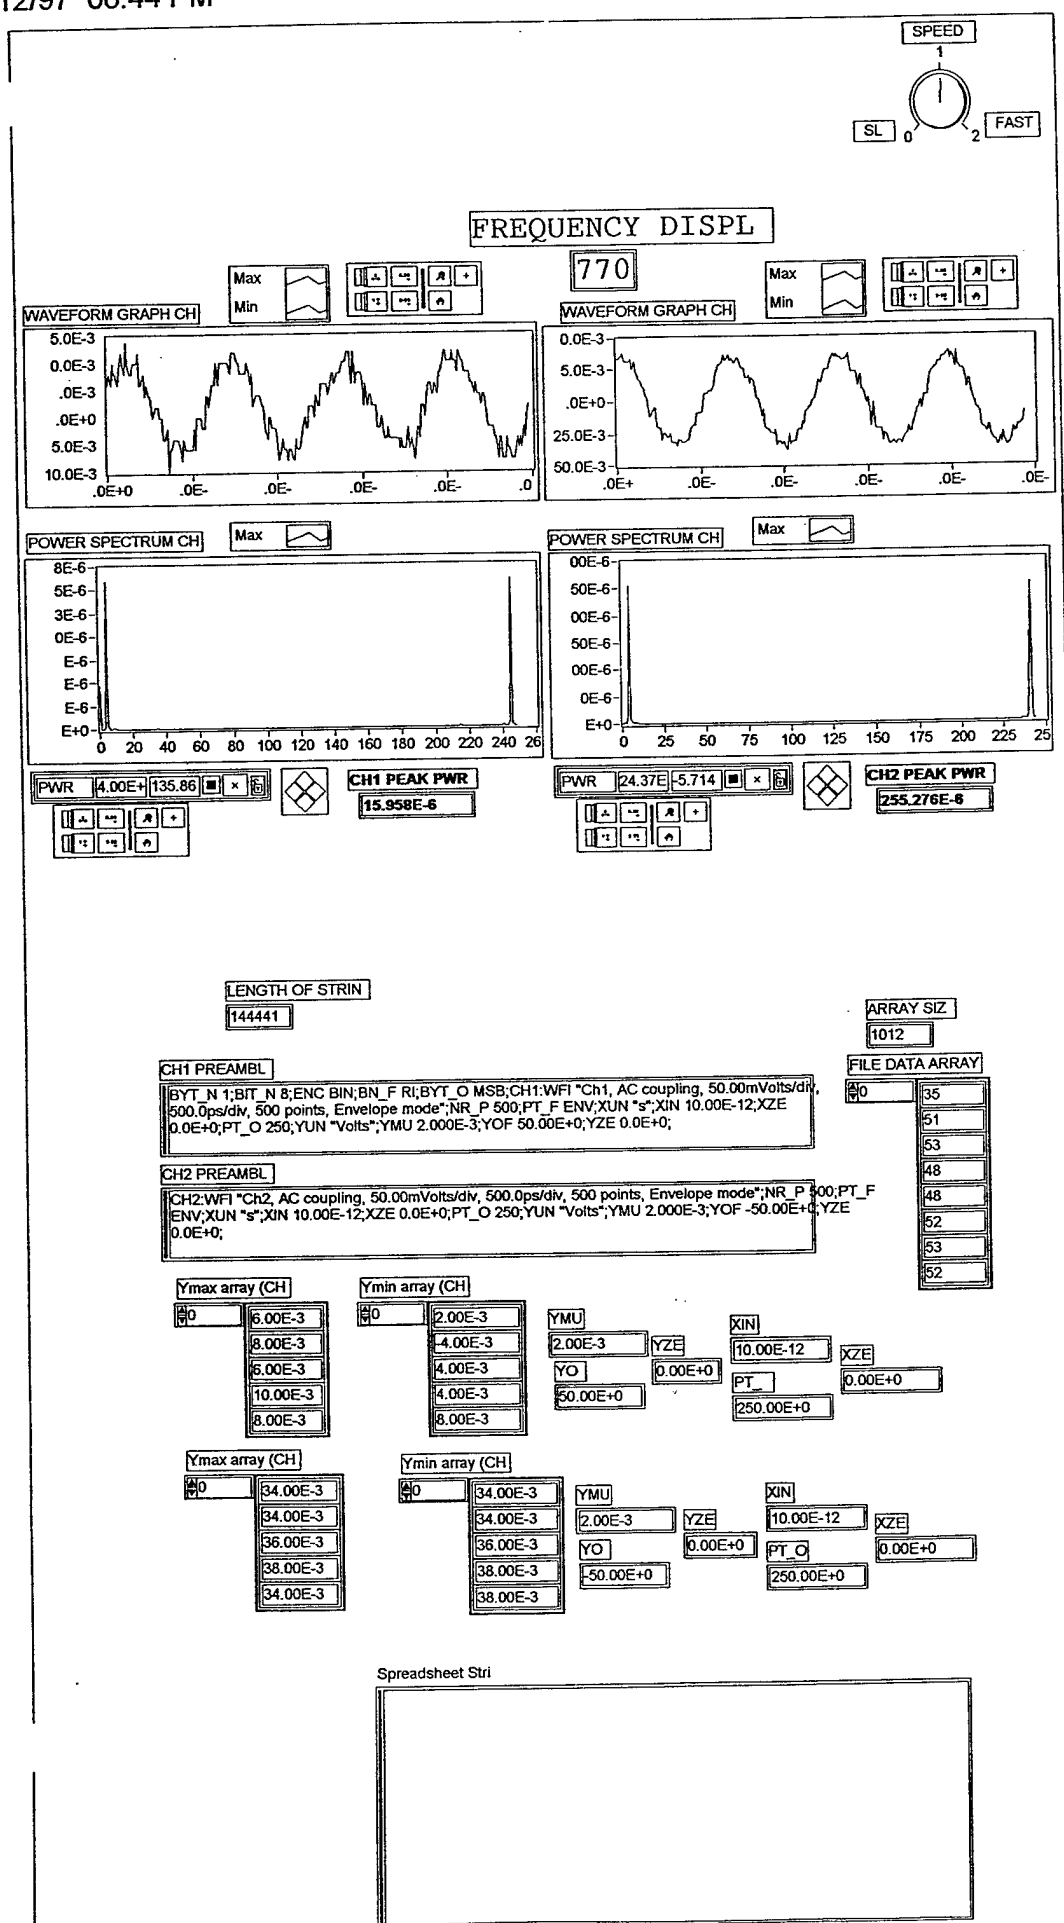 12/97 06:44 PM
SPEED
1
SL 0 2 FAST
FREQUENCY DISPL
770
Max
Min
Max
Min
WAVEFORM GRAPH CH
WAVEFORM GRAPH CH
5.0E-3
0.0E-3
.0E-3
.0E+0
5.0E-3
10.0E-3
.0E+0 .0E- .0E- .0E- .0E- .0
0.0E-3
5.0E-3
.0E+0
25.0E-3
50.0E-3
.0E+ .0E- .0E- .0E- .0E- .0E-
POWER SPECTRUM CH
Max
POWER SPECTRUM CH
Max
8E-6
5E-6
3E-6
0E-6
E-6
E-6
E-6
E+0
0 20 40 60 80 100 120 140 160 180 200 220 240 26
00E-6
50E-6
00E-6
50E-6
00E-6
0E-6
E+0
0 25 50 75 100 125 150 175 200 225 25
PWR 4.00E+ 135.86
CH1 PEAK PWR
15.958E-6
PWR 24.37E -5.714
CH2 PEAK PWR
255.276E-6
LENGTH OF STRIN
144441
ARRAY SIZ
1012
CH1 PREAMBL
BYT_N 1;BIT_N 8;ENC BIN;BN_F RI;BYT_O MSB;CH1:WFI "Ch1, AC coupling, 50.00mVolts/div,
500.0ps/div, 500 points, Envelope mode";NR_P 500;PT_F ENV;XUN "s";XIN 10.00E-12;XZE
0.0E+0;PT_O 250;YUN "Volts";YMU 2.000E-3;YOF 50.00E+0;YZE 0.0E+0;
FILE DATA ARRAY
0
35
51
53
48
48
52
53
52
CH2 PREAMBL
CH2:WFI "Ch2, AC coupling, 50.00mVolts/div, 500.0ps/div, 500 points, Envelope mode";NR_P 500;PT_F
ENV;XUN "s";XIN 10.00E-12;XZE 0.0E+0;PT_O 250;YUN "Volts";YMU 2.000E-3;YOF -50.00E+0;YZE
0.0E+0;
Ymax array (CH
0
6.00E-3
8.00E-3
6.00E-3
10.00E-3
8.00E-3
Ymin array (CH
0
2.00E-3
-4.00E-3
4.00E-3
4.00E-3
8.00E-3
YMU
2.00E-3
YZE
0.00E+0
YO
50.00E+0
XIN
10.00E-12
XZE
0.00E+0
PT_
250.00E+0
Ymax array (CH
0
34.00E-3
34.00E-3
36.00E-3
38.00E-3
34.00E-3
Ymin array (CH
0
34.00E-3
34.00E-3
36.00E-3
38.00E-3
38.00E-3
YMU
2.00E-3
YZE
0.00E+0
YO
-50.00E+0
XIN
10.00E-12
XZE
0.00E+0
PT_O
250.00E+0
Spreadsheet Stri